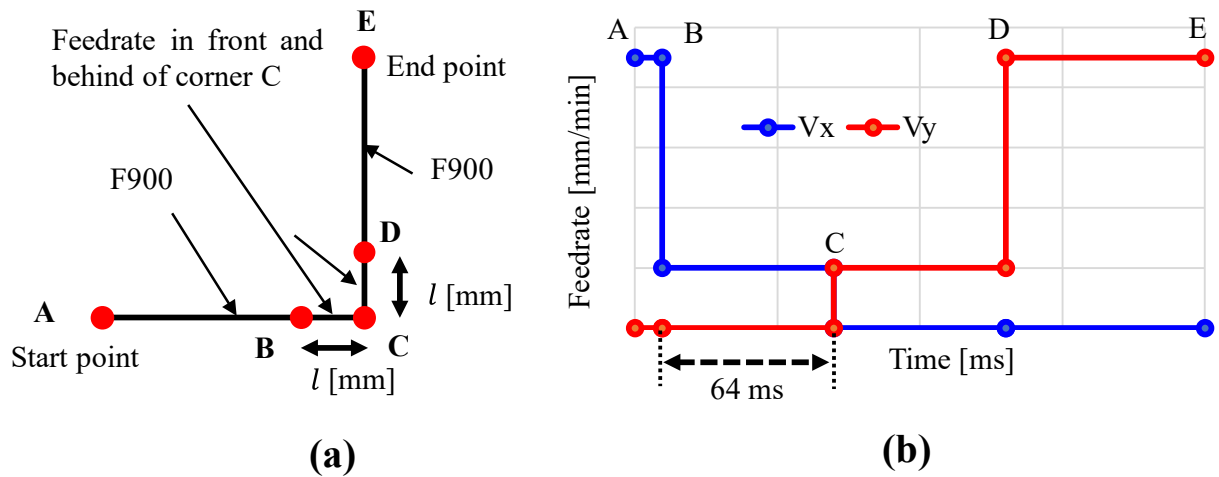 E
Feedrate in front and
behind of corner C
End point
F900
F900
D
l [mm]
A
Start point
B
C
l [mm]
(a)
A
B
D
E
Vx
Vy
Feedrate [mm/min]
C
Time [ms]
64 ms
(b)